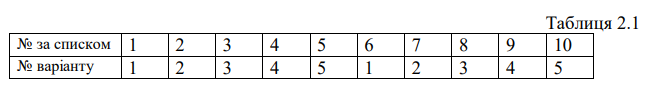 Таблиця 2.1
№ за списком 1 2 3 4 5 6 7 8 9 10
№ варіанту 1 2 3 4 5 1 2 3 4 5